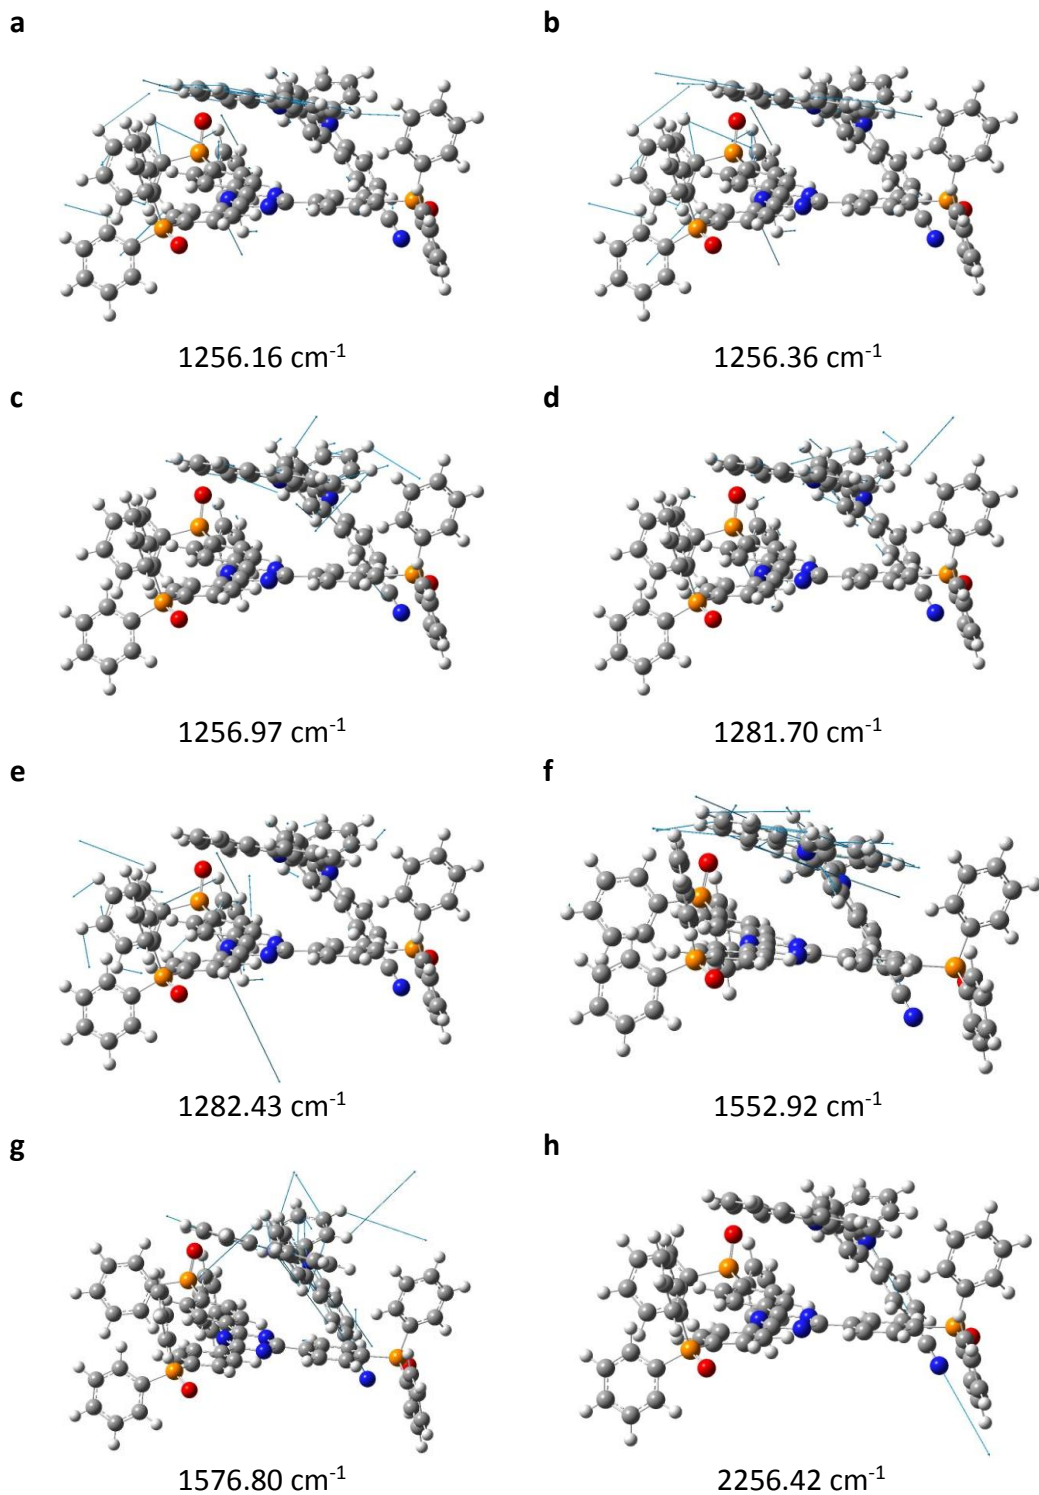 a b
1256.16 cm-1 1256.36 cm-1
c d
1256.97 cm-1 1281.70 cm-1
e f
1282.43 cm-1 1552.92 cm-1
g h
1576.80 cm-1 2256.42 cm-1